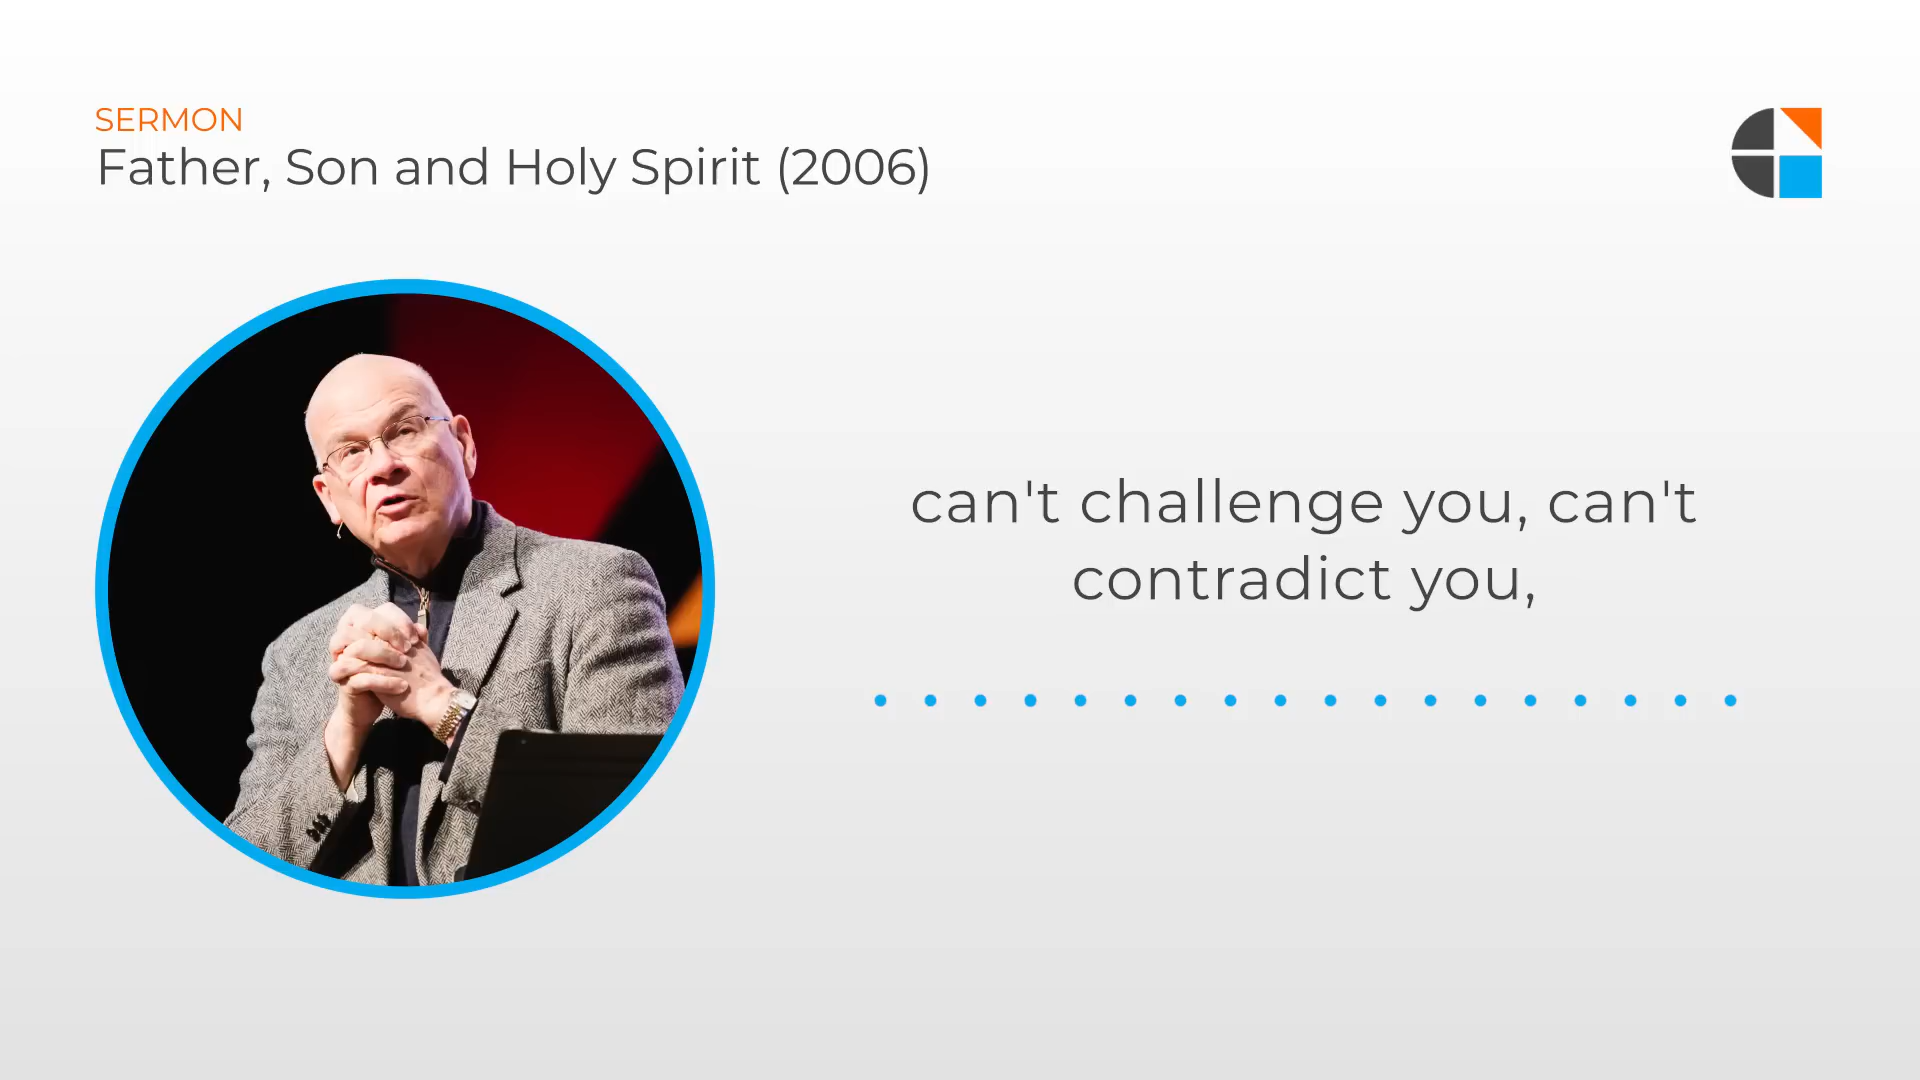 SERMON
Father, Son and Holy Spirit (2006)
can't challenge you, can't
contradict you,